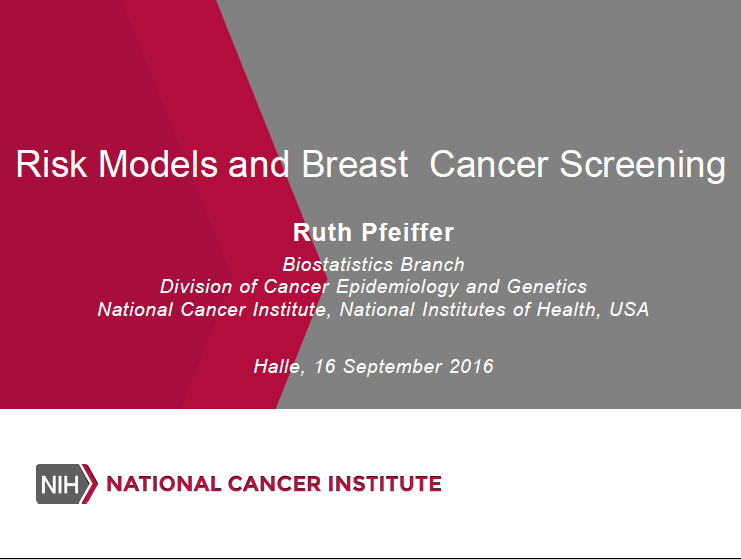 Risk Models and Breast  Cancer Screening
Ruth Pfeiffer
Biostatistics Branch
Division of Cancer Epidemiology and Genetics
National Cancer Institute, National Institutes of Health, USA
Halle, 16 September 2016
NIH NATIONAL CANCER INSTITUTE